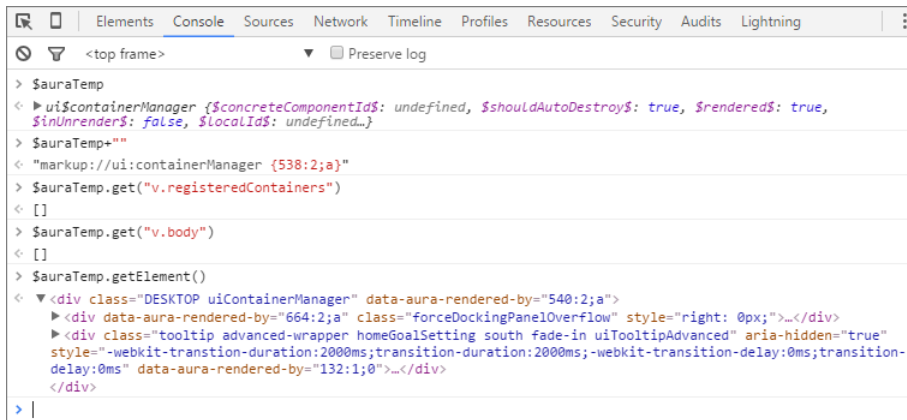 Elements Console Sources Network Timeline Profiles Resources Security Audits Lightning
<top frame> ▼ Preserve log
> $auraTemp
ui$containerManager {$concreteComponentId$: undefined, $shouldAutoDestroy$: true, $rendered$: true,
$inUnrender$: false, $localId$: undefined…}
> $auraTemp+""
"markup://ui:containerManager {538:2;a}"
> $auraTemp.get("v.registeredContainers")
[]
> $auraTemp.get("v.body")
[]
> $auraTemp.getElement()
▼<div class="DESKTOP uiContainerManager" data-aura-rendered-by="540:2;a">
▶<div data-aura-rendered-by="664:2;a" class="forceDockingPanelOverflow" style="right: 0px;">…</div>
▶<div class="tooltip advanced-wrapper homeGoalSetting south fade-in uiTooltipAdvanced" aria-hidden="true"
style="-webkit-transtion-duration:2000ms;transition-duration:2000ms;-webkit-transition-delay:0ms;transition-
delay:0ms" data-aura-rendered-by="132:1;0">…</div>
</div>
>